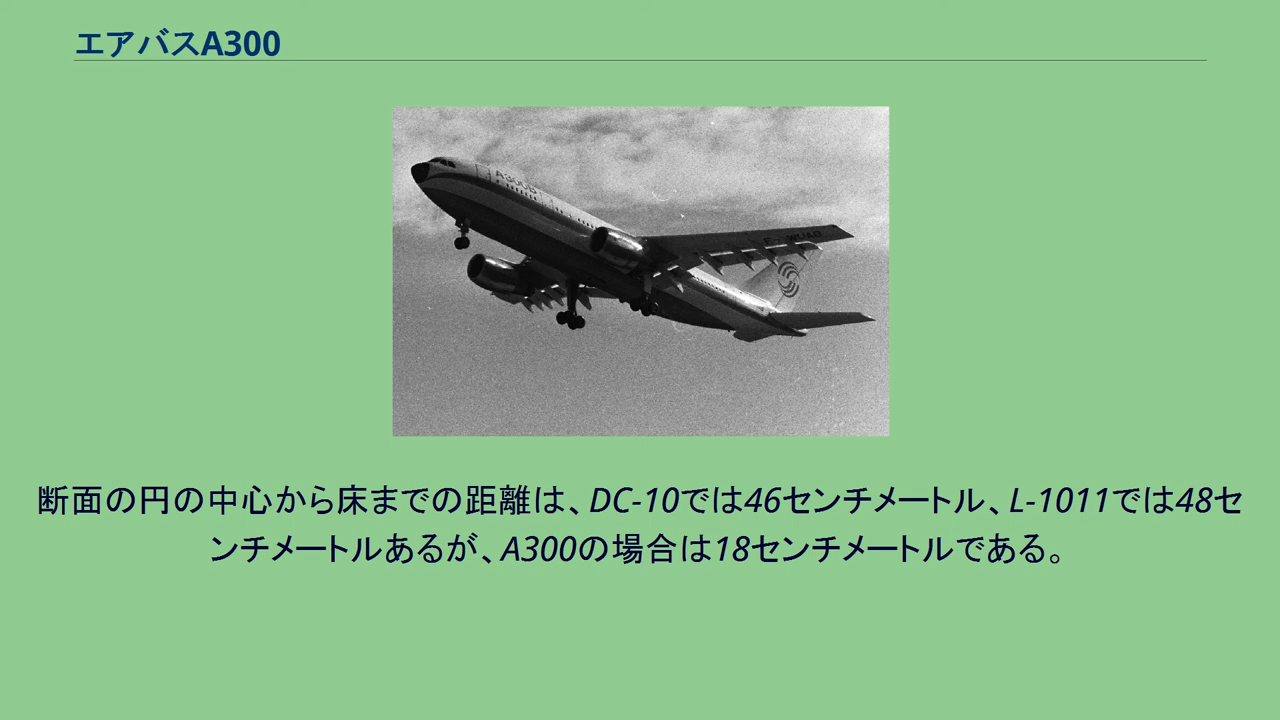 エアバスA300
A300B
断面の円の中心から床までの距離は、DC-10では46センチメートル、L-1011では48セ
ンチメートルあるが、A300の場合は18センチメートルである。